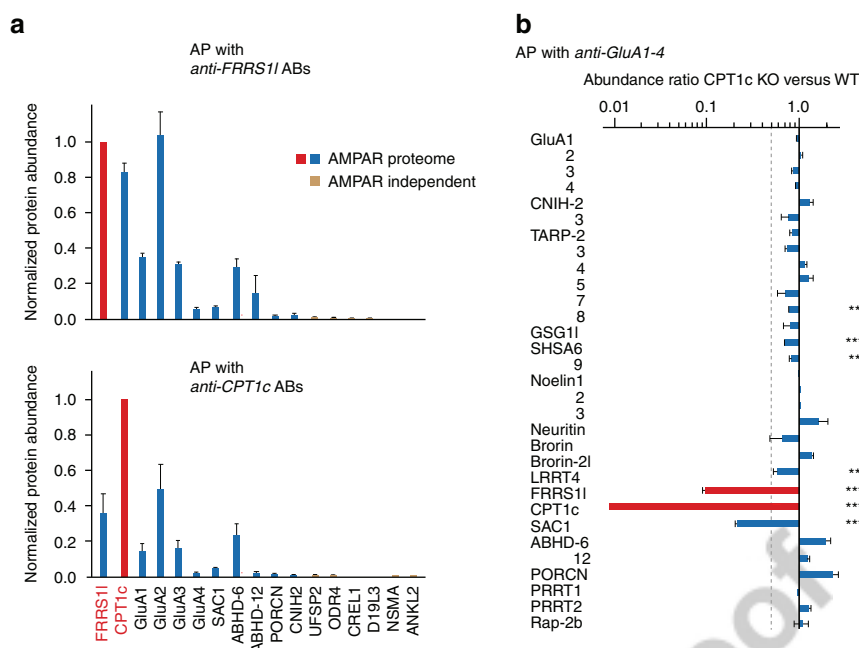 a
AP with
anti-FRRS1l ABs
Normalized protein abundance
1.0
0.8
0.6
0.4
0.2
0.0
AMPAR proteome
AMPAR independent
AP with
anti-CPT1c ABs
Normalized protein abundance
1.0
0.8
0.6
0.4
0.2
0.0
FRRS1l
CPT1c
GluA1
GluA2
GluA3
GluA4
SAC1
ABHD-6
ABHD-12
PORCN
CNIH2
UFSP2
ODR4
CREL1
D19L3
NSMA
ANKL2
b
AP with anti-GluA1-4
Abundance ratio CPT1c KO versus WT
0.01 0.1 1.0
GluA1
2
3
4
CNIH-2
3
TARP-2
3
4
5
7
8 **
GSG1l
SHSA6 ***
9 **
Noelin1
2
3
Neuritin
Brorin
Brorin-2l
LRRT4 **
FRRS1l ***
CPT1c ***
SAC1 ***
ABHD-6
12
PORCN
PRRT1
PRRT2
Rap-2b